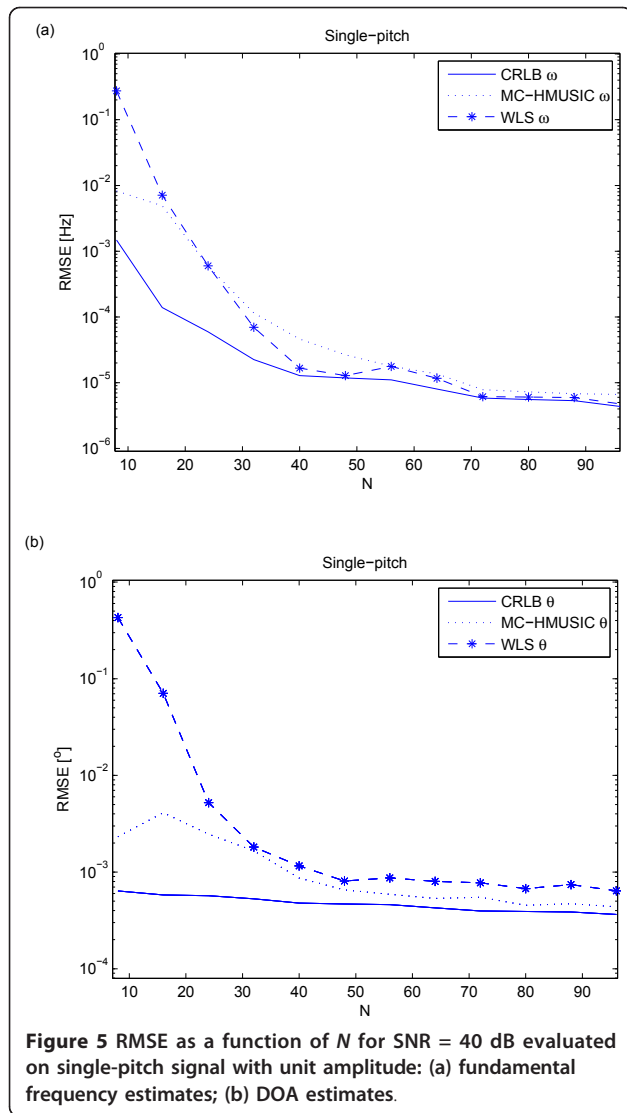 (a)
Single-pitch
CRLB ω
MC-HMUSIC ω
WLS ω
10^0
10^-1
10^-2
10^-3
10^-4
10^-5
10^-6
RMSE [Hz]
10 20 30 40 50 60 70 80 90
N
(b)
Single-pitch
CRLB θ
MC-HMUSIC θ
WLS θ
10^0
10^-1
10^-2
10^-3
10^-4
RMSE [°]
10 20 30 40 50 60 70 80 90
N
Figure 5 RMSE as a function of N for SNR = 40 dB evaluated
on single-pitch signal with unit amplitude: (a) fundamental
frequency estimates; (b) DOA estimates.